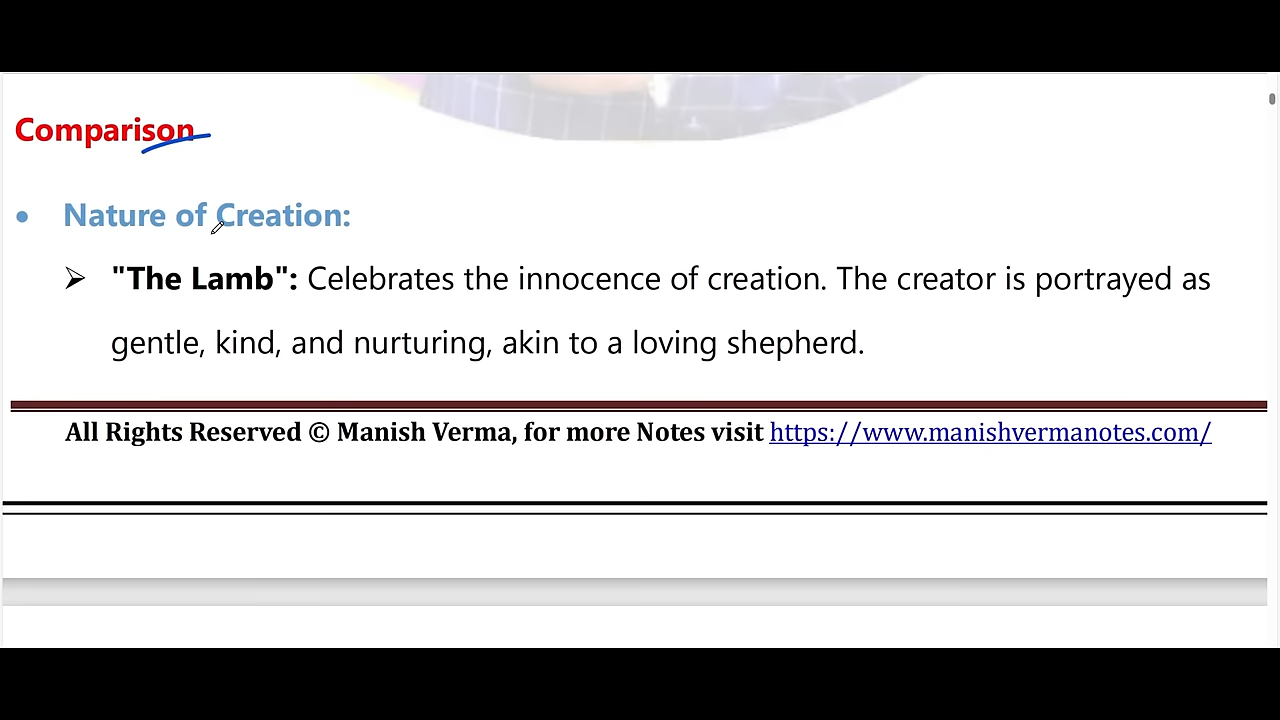 Comparison
• Nature of Creation:
➢ "The Lamb": Celebrates the innocence of creation. The creator is portrayed as
gentle, kind, and nurturing, akin to a loving shepherd.
All Rights Reserved © Manish Verma, for more Notes visit https://www.manishvermanotes.com/